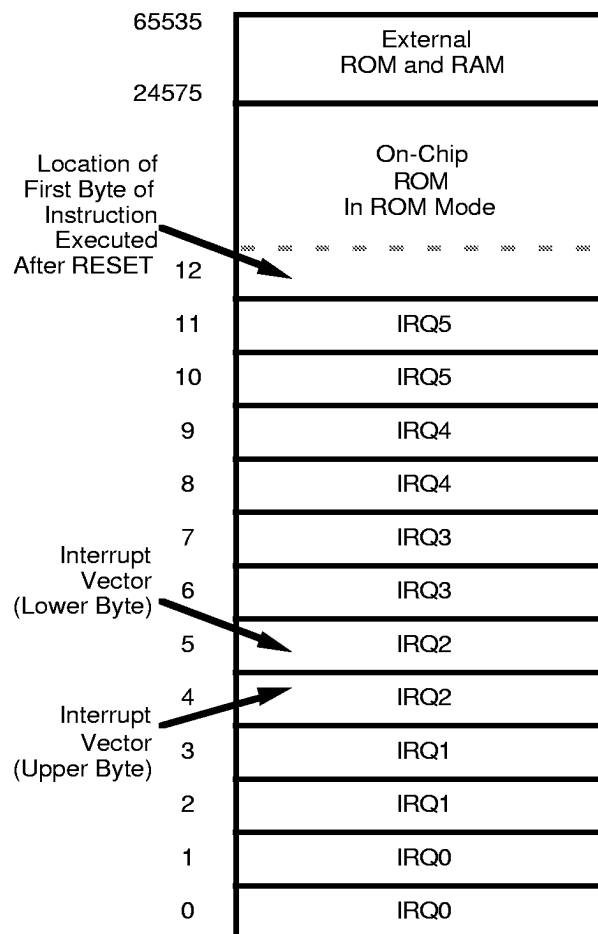 65535
External
ROM and RAM
24575
On-Chip
ROM
In ROM Mode
Location of
First Byte of
Instruction
Executed
After RESET
12
11 IRQ5
10 IRQ5
9 IRQ4
8 IRQ4
7 IRQ3
Interrupt
Vector
(Lower Byte)
6 IRQ3
5 IRQ2
4 IRQ2
Interrupt
Vector
(Upper Byte)
3 IRQ1
2 IRQ1
1 IRQ0
0 IRQ0